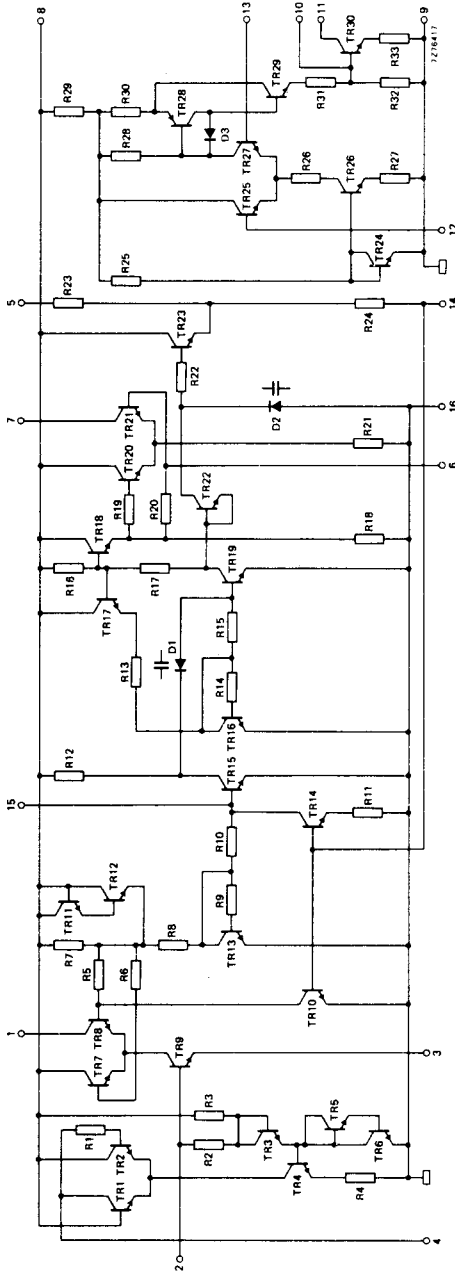 8
13
10
11
9
7Z76417
R29
R30
R28
TR28
D3
TR29
TR30
R31
R33
R32
TR27
TR25
R26
TR26
R27
R25
TR24
12
5
R23
TR23
R24
14
R22
D2
16
7
TR21
TR20
R21
6
R19
R20
TR22
TR18
R18
R16
R17
TR19
TR17
R13
D1
R15
R14
TR16
R12
TR15
15
R10
TR14
R11
TR12
TR11
R7
R8
R9
TR13
R5
R6
TR10
1
TR8
TR7
TR9
3
R3
R2
TR3
TR5
TR6
R1
TR2
TR1
TR4
R4
2
4